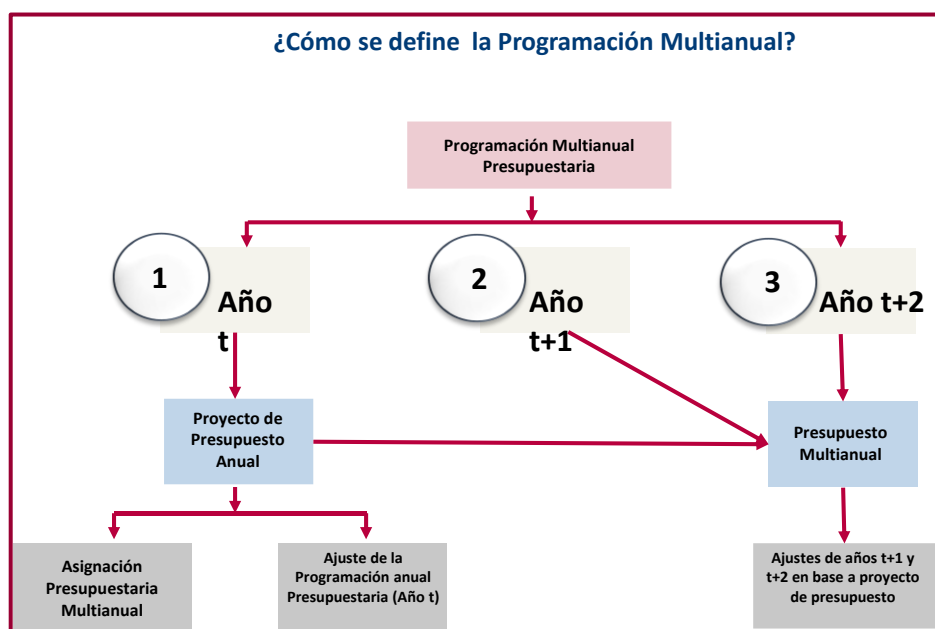 ¿Cómo se define la Programación Multianual?
Programación Multianual
Presupuestaria
1
Año
t
2
Año
t+1
3
Año t+2
Proyecto de
Presupuesto
Anual
Presupuesto
Multianual
Asignación
Presupuestaria
Multianual
Ajuste de la
Programación anual
Presupuestaria (Año t)
Ajustes de años t+1 y
t+2 en base a proyecto
de presupuesto